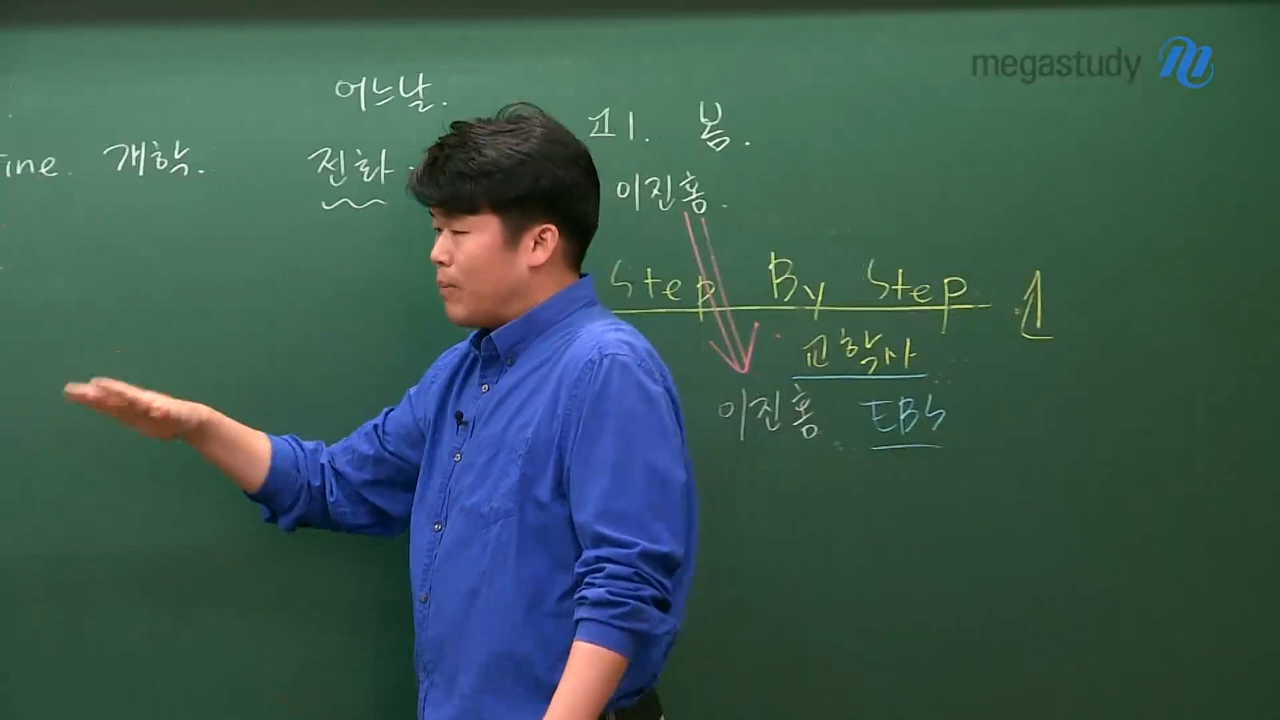 megastudy
어느날.
고1. 봄.
ine. 개학.
전화.
이진홍.
Step By Step 1
교학사
이진홍 EBS